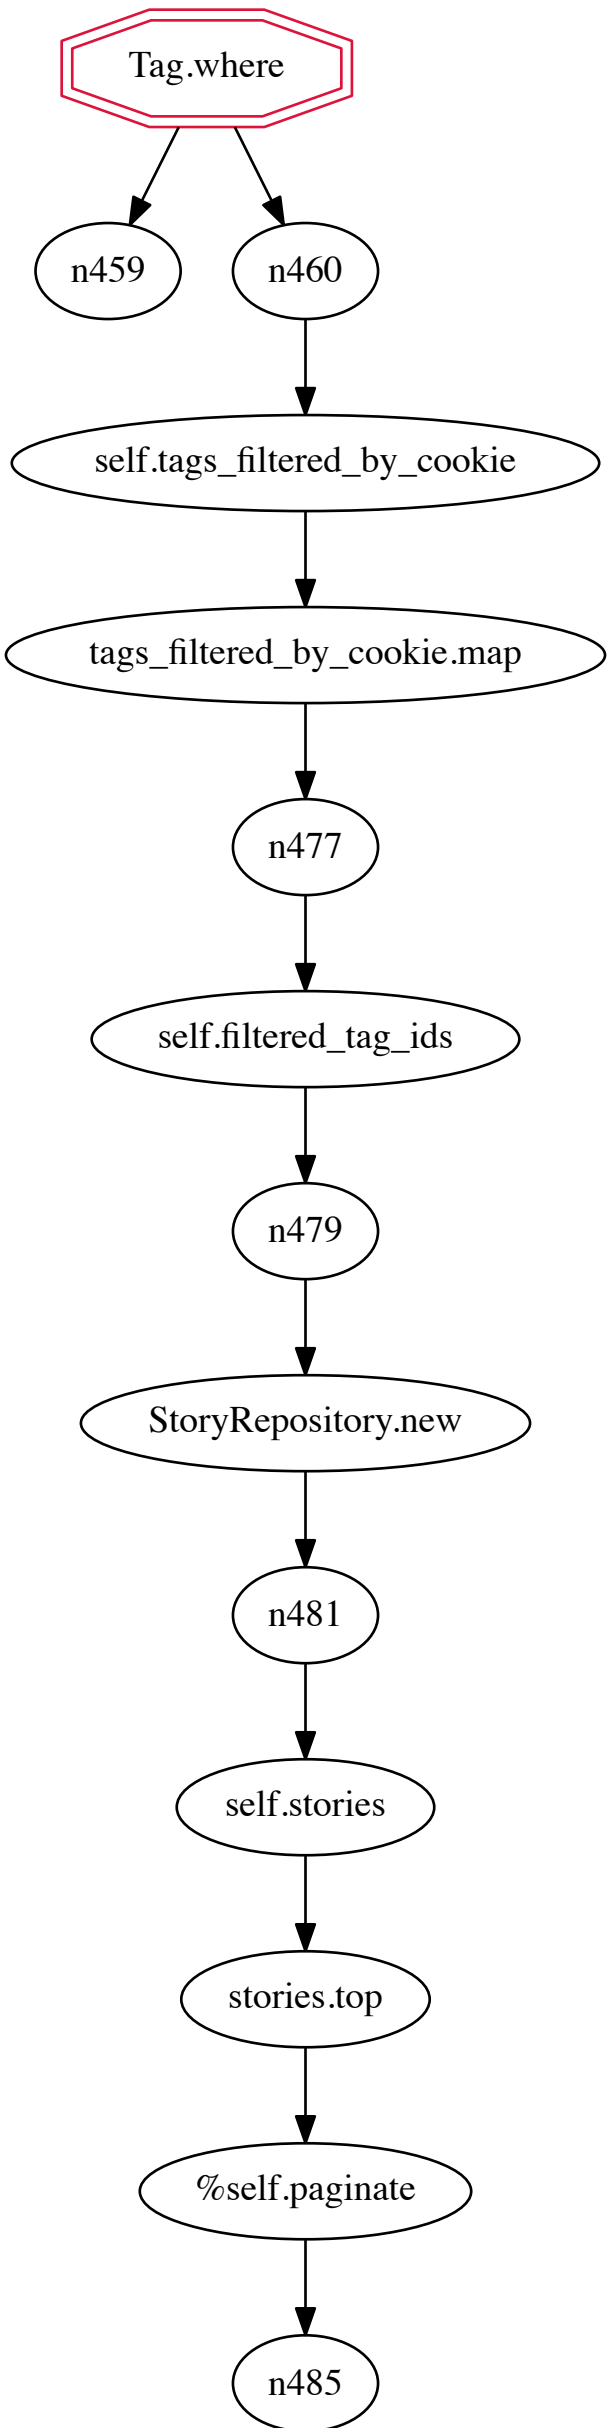 Tag.where
n459
n460
self.tags_filtered_by_cookie
tags_filtered_by_cookie.map
n477
self.filtered_tag_ids
n479
StoryRepository.new
n481
self.stories
stories.top
%self.paginate
n485